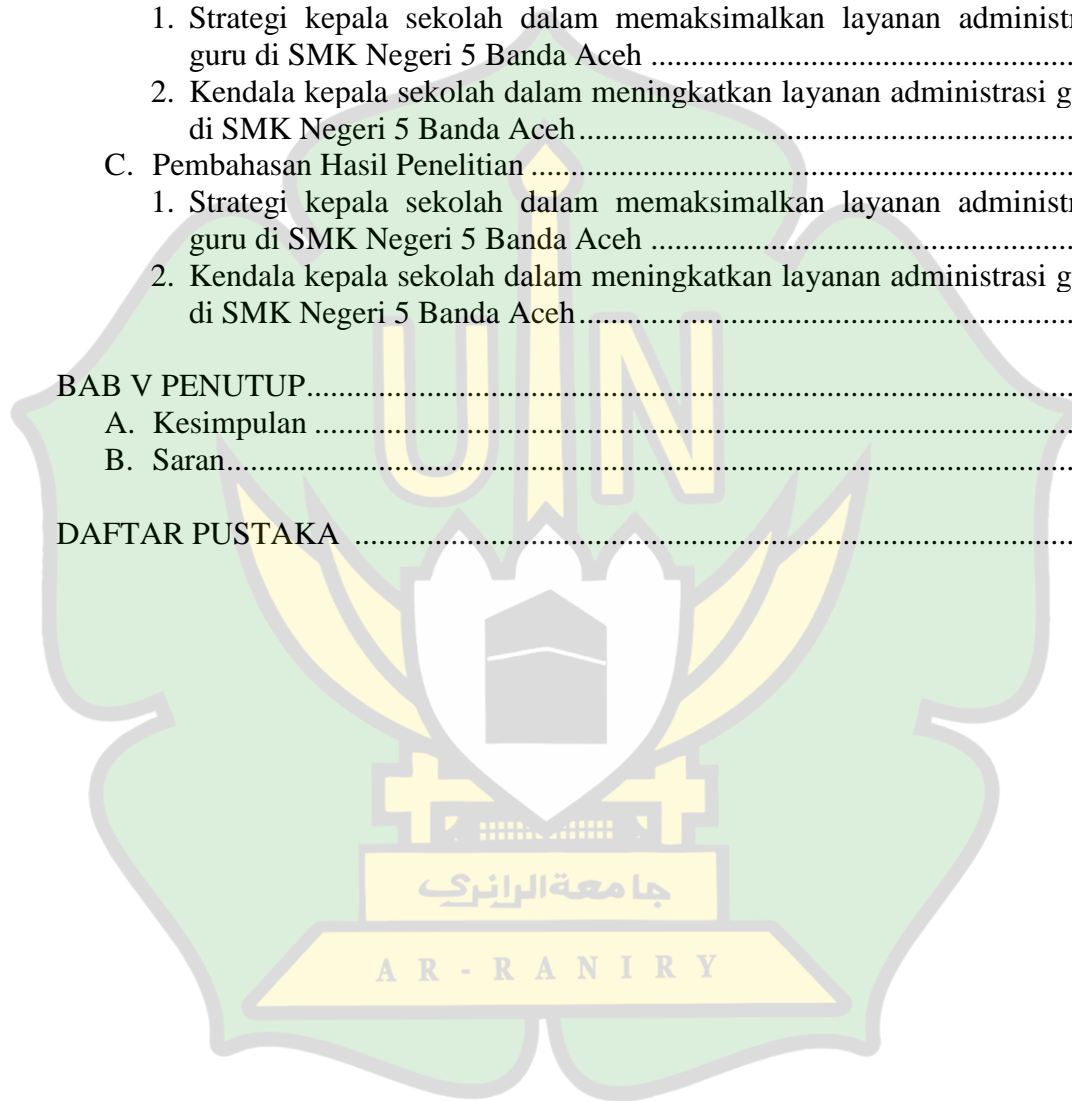 1. Strategi kepala sekolah dalam memaksimalkan layanan administr
guru di SMK Negeri 5 Banda Aceh ........................................................
2. Kendala kepala sekolah dalam meningkatkan layanan administrasi g
di SMK Negeri 5 Banda Aceh ................................................................
C. Pembahasan Hasil Penelitian ......................................................................
1. Strategi kepala sekolah dalam memaksimalkan layanan administr
guru di SMK Negeri 5 Banda Aceh ........................................................
2. Kendala kepala sekolah dalam meningkatkan layanan administrasi g
di SMK Negeri 5 Banda Aceh ................................................................
BAB V PENUTUP .................................................................................................
A. Kesimpulan ................................................................................................
B. Saran ...........................................................................................................
DAFTAR PUSTAKA ...........................................................................................
UIN
جامعة الرانري
AR - RANIRY